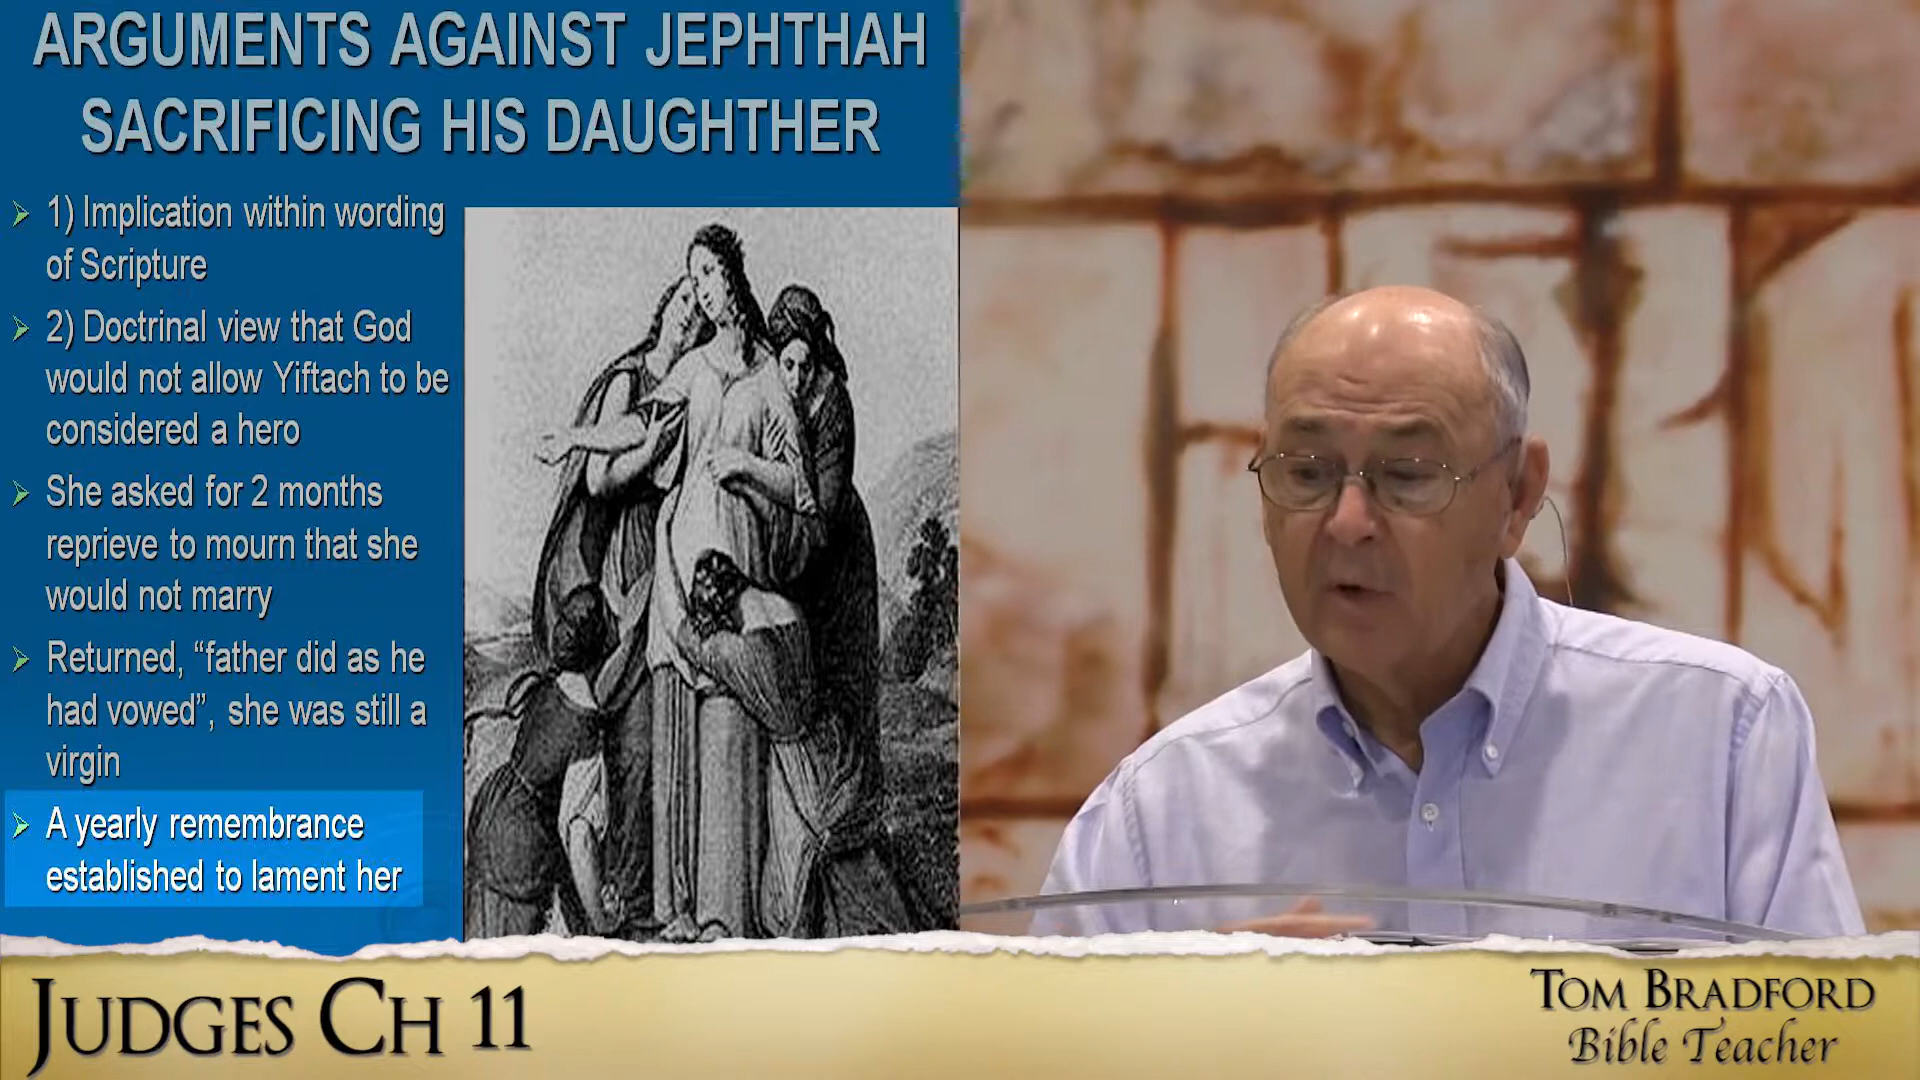 ARGUMENTS AGAINST JEPHTHAH
SACRIFICING HIS DAUGHTHER
1) Implication within wording
of Scripture
2) Doctrinal view that God
would not allow Yiftach to be
considered a hero
She asked for 2 months
reprieve to mourn that she
would not marry
Returned, “father did as he
had vowed”, she was still a
virgin
A yearly remembrance
established to lament her
JUDGES CH 11
TOM BRADFORD
Bible Teacher